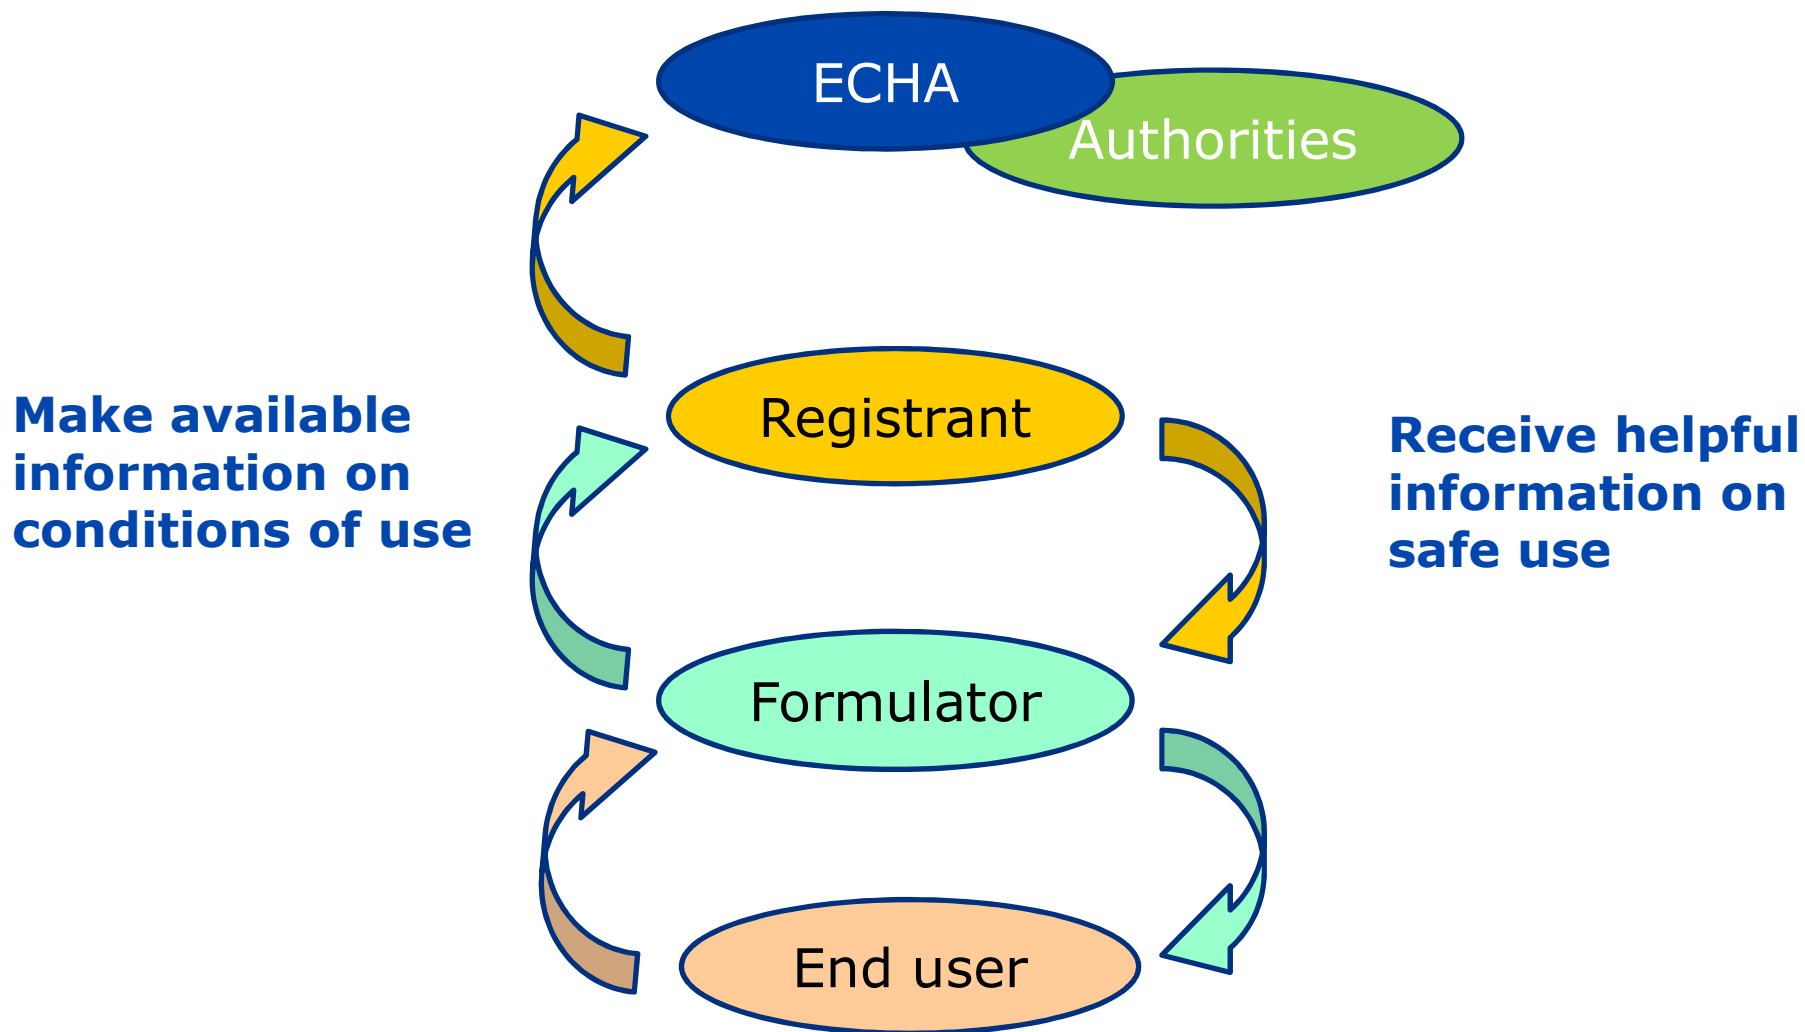 ECHA
Authorities
Registrant
Make available
information on
conditions of use
Receive helpful
information on
safe use
Formulator
End user